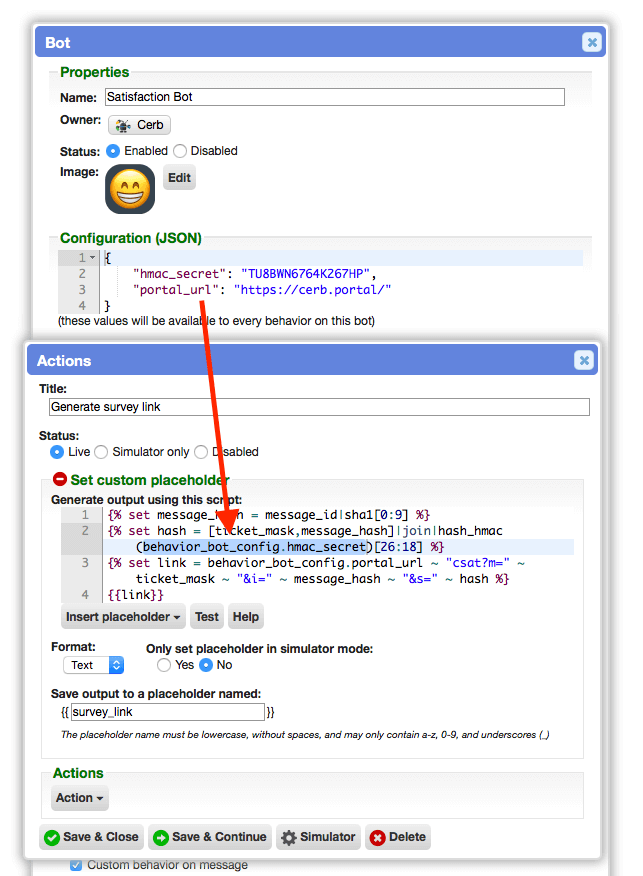 Bot
Properties
Name: Satisfaction Bot
Owner: Cerb
Status: Enabled Disabled
Image: Edit
Configuration (JSON)
1 {
2 "hmac_secret": "TU8BWN6764K267HP",
3 "portal_url": "https://cerb.portal/"
4 }
(these values will be available to every behavior on this bot)
Actions
Title:
Generate survey link
Status:
Live Simulator only Disabled
Set custom placeholder
Generate output using this script:
1 {% set message_hash = message_id|sha1[0:9] %}
2 {% set hash = [ticket_mask,message_hash]|join|hash_hmac
(behavior_bot_config.hmac_secret)[26:18] %}
3 {% set link = behavior_bot_config.portal_url ~ "csat?m=" ~
ticket_mask ~ "&i=" ~ message_hash ~ "&s=" ~ hash %}
4 {{link}}
Insert placeholder Test Help
Format: Only set placeholder in simulator mode:
Text Yes No
Save output to a placeholder named:
{{ survey_link }}
The placeholder name must be lowercase, without spaces, and may only contain a-z, 0-9, and underscores (_)
Actions
Action
Save & Close Save & Continue Simulator Delete
Custom behavior on message